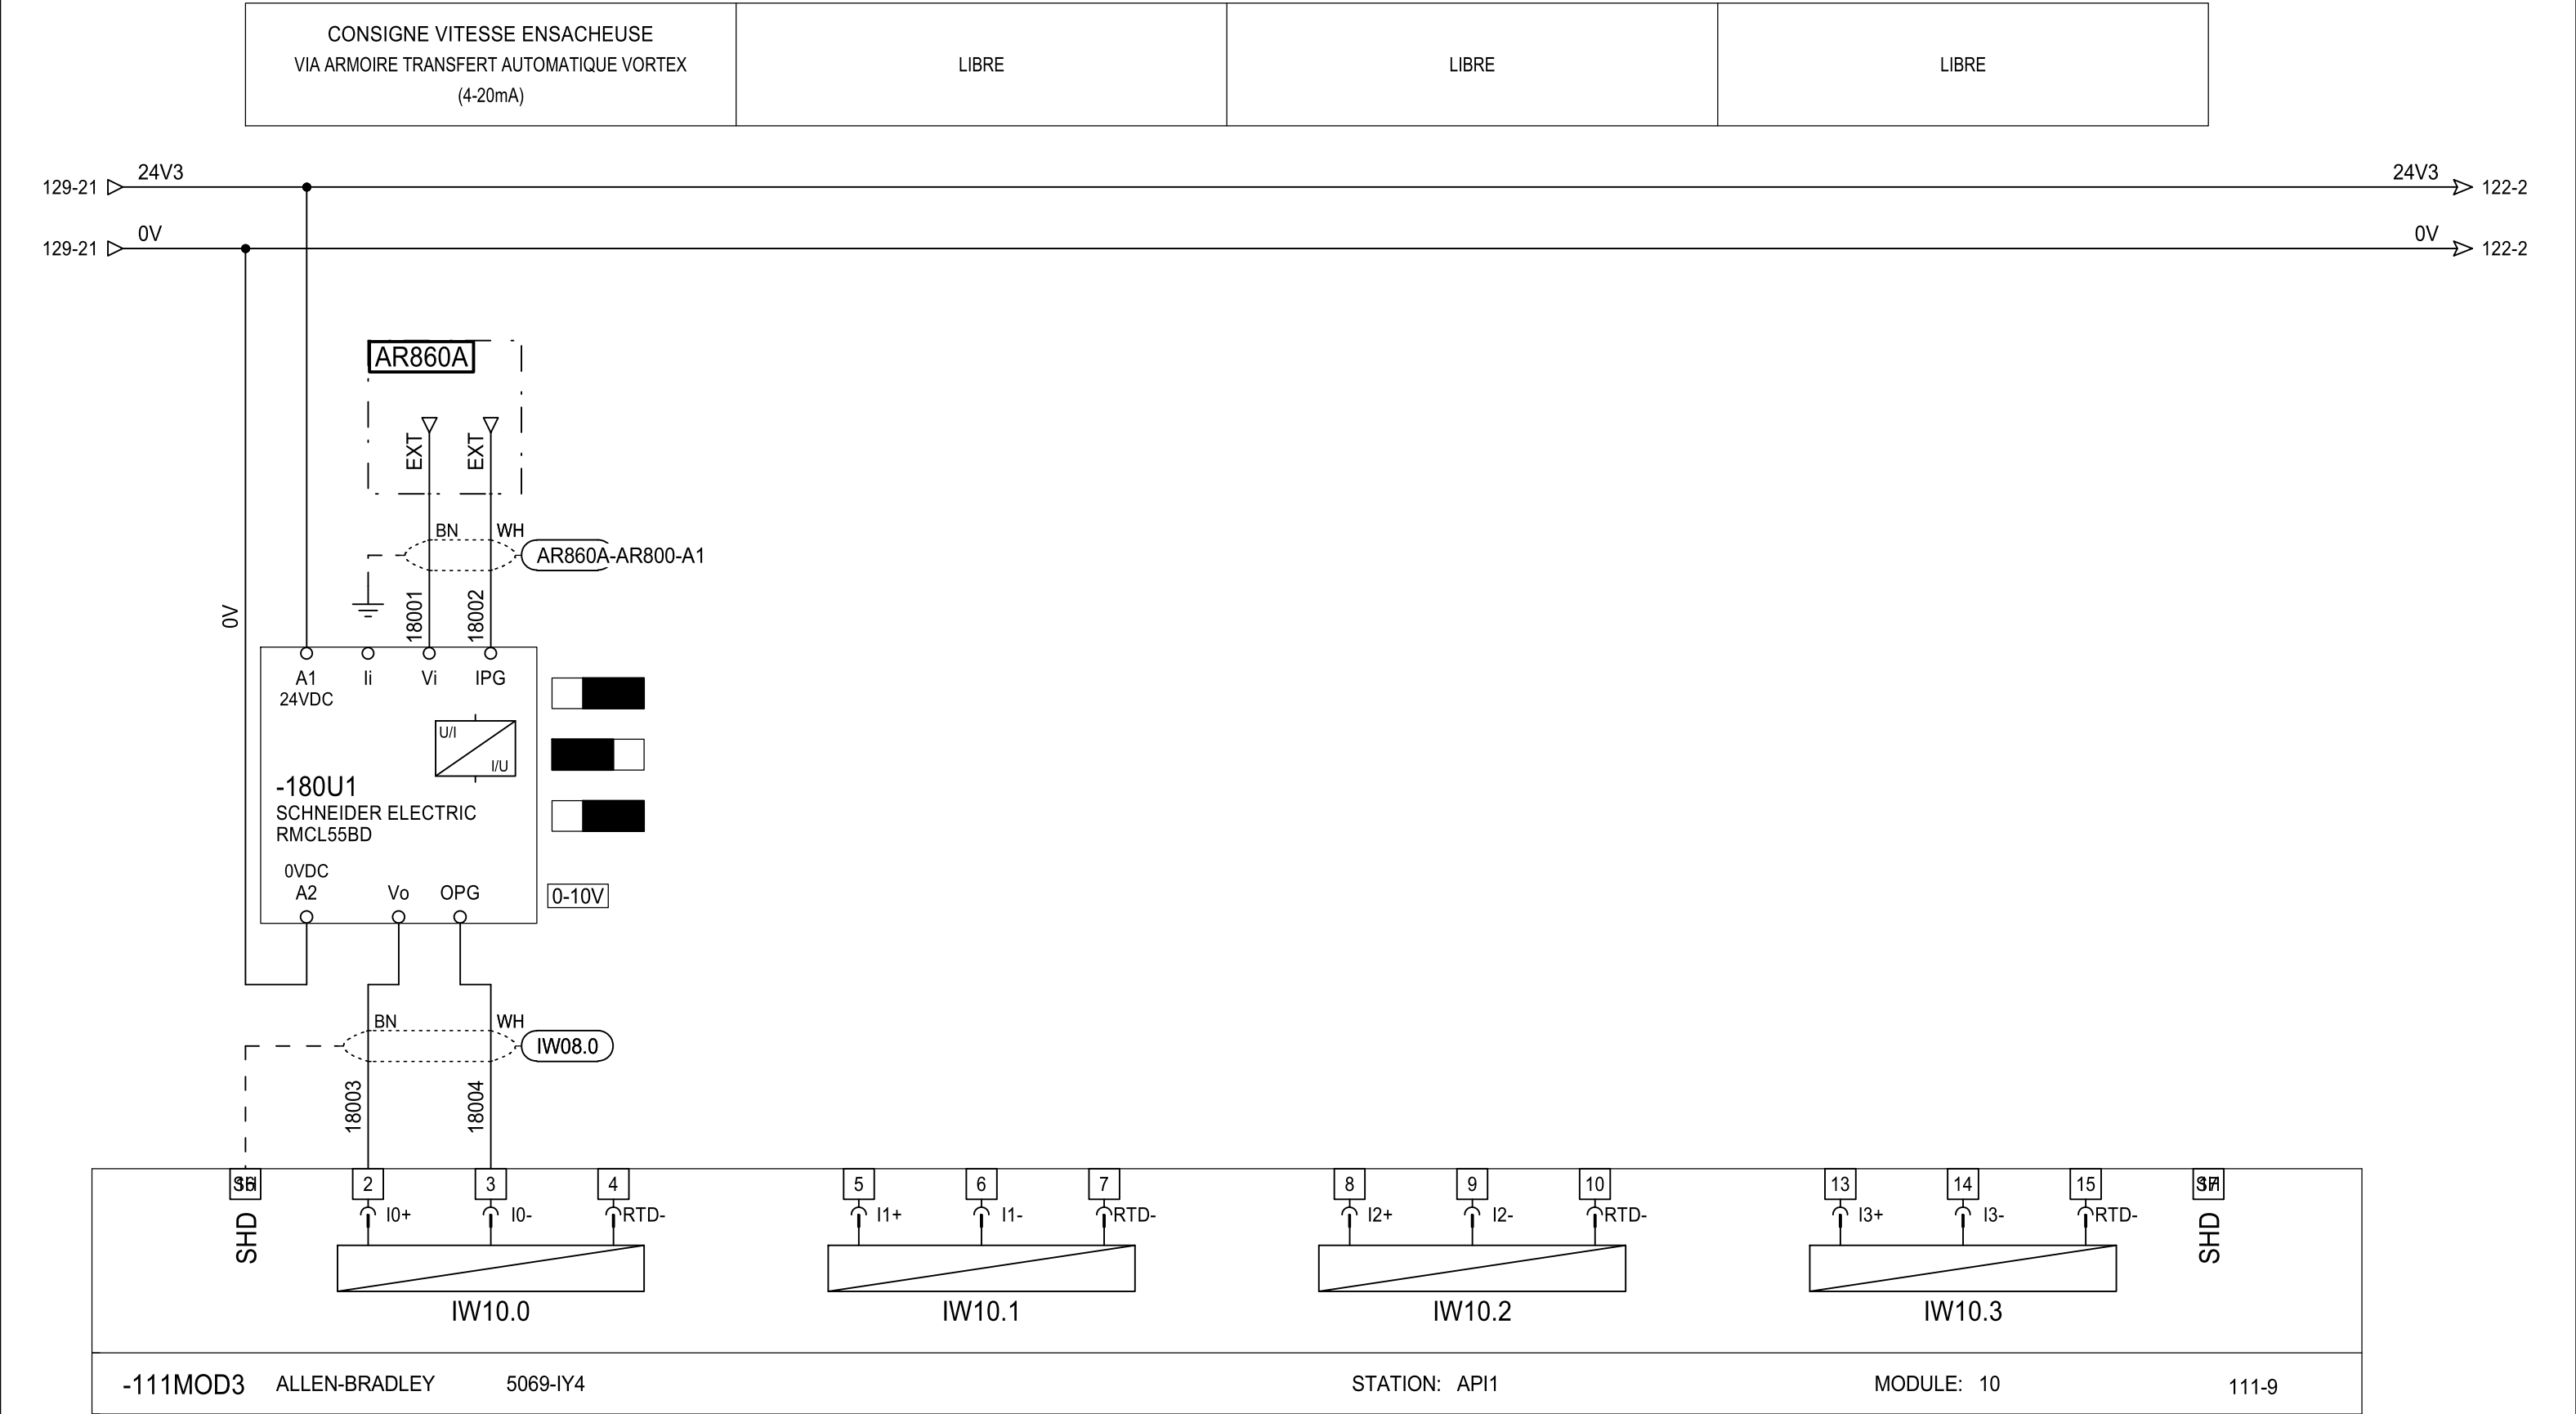 CONSIGNE VITESSE ENSACHEUSE
VIA ARMOIRE TRANSFERT AUTOMATIQUE VORTEX
(4-20mA)
LIBRE
LIBRE
LIBRE
129-21 24V3 24V3 122-2
129-21 0V 0V 122-2
AR860A
EXT EXT
BN WH
AR860A-AR800-A1
0V
18001 18002
A1 Ii Vi IPG
24VDC
U/I
I/U
-180U1
SCHNEIDER ELECTRIC
RMCL55BD
0VDC
A2 Vo OPG
0-10V
BN WH
IW08.0
18003 18004
2 3 4 5 6 7 8 9 10 13 14 15
SHD I0+ I0- RTD- I1+ I1- RTD- I2+ I2- RTD- I3+ I3- RTD- SHD
IW10.0 IW10.1 IW10.2 IW10.3
-111MOD3 ALLEN-BRADLEY 5069-IY4 STATION: API1 MODULE: 10 111-9